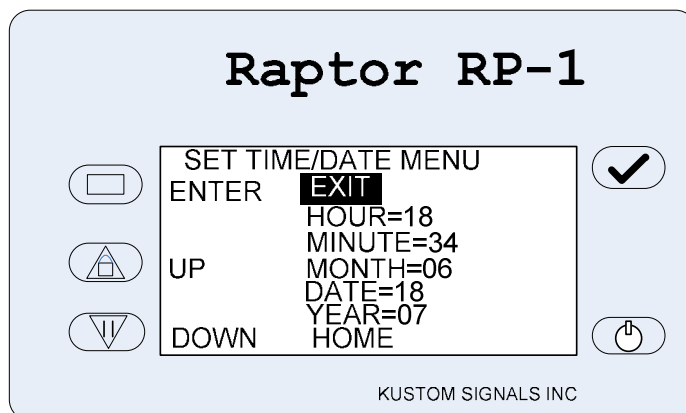 Raptor RP-1
SET TIME/DATE MENU
ENTER EXIT
HOUR=18
MINUTE=34
UP MONTH=06
DATE=18
YEAR=07
DOWN HOME
KUSTOM SIGNALS INC